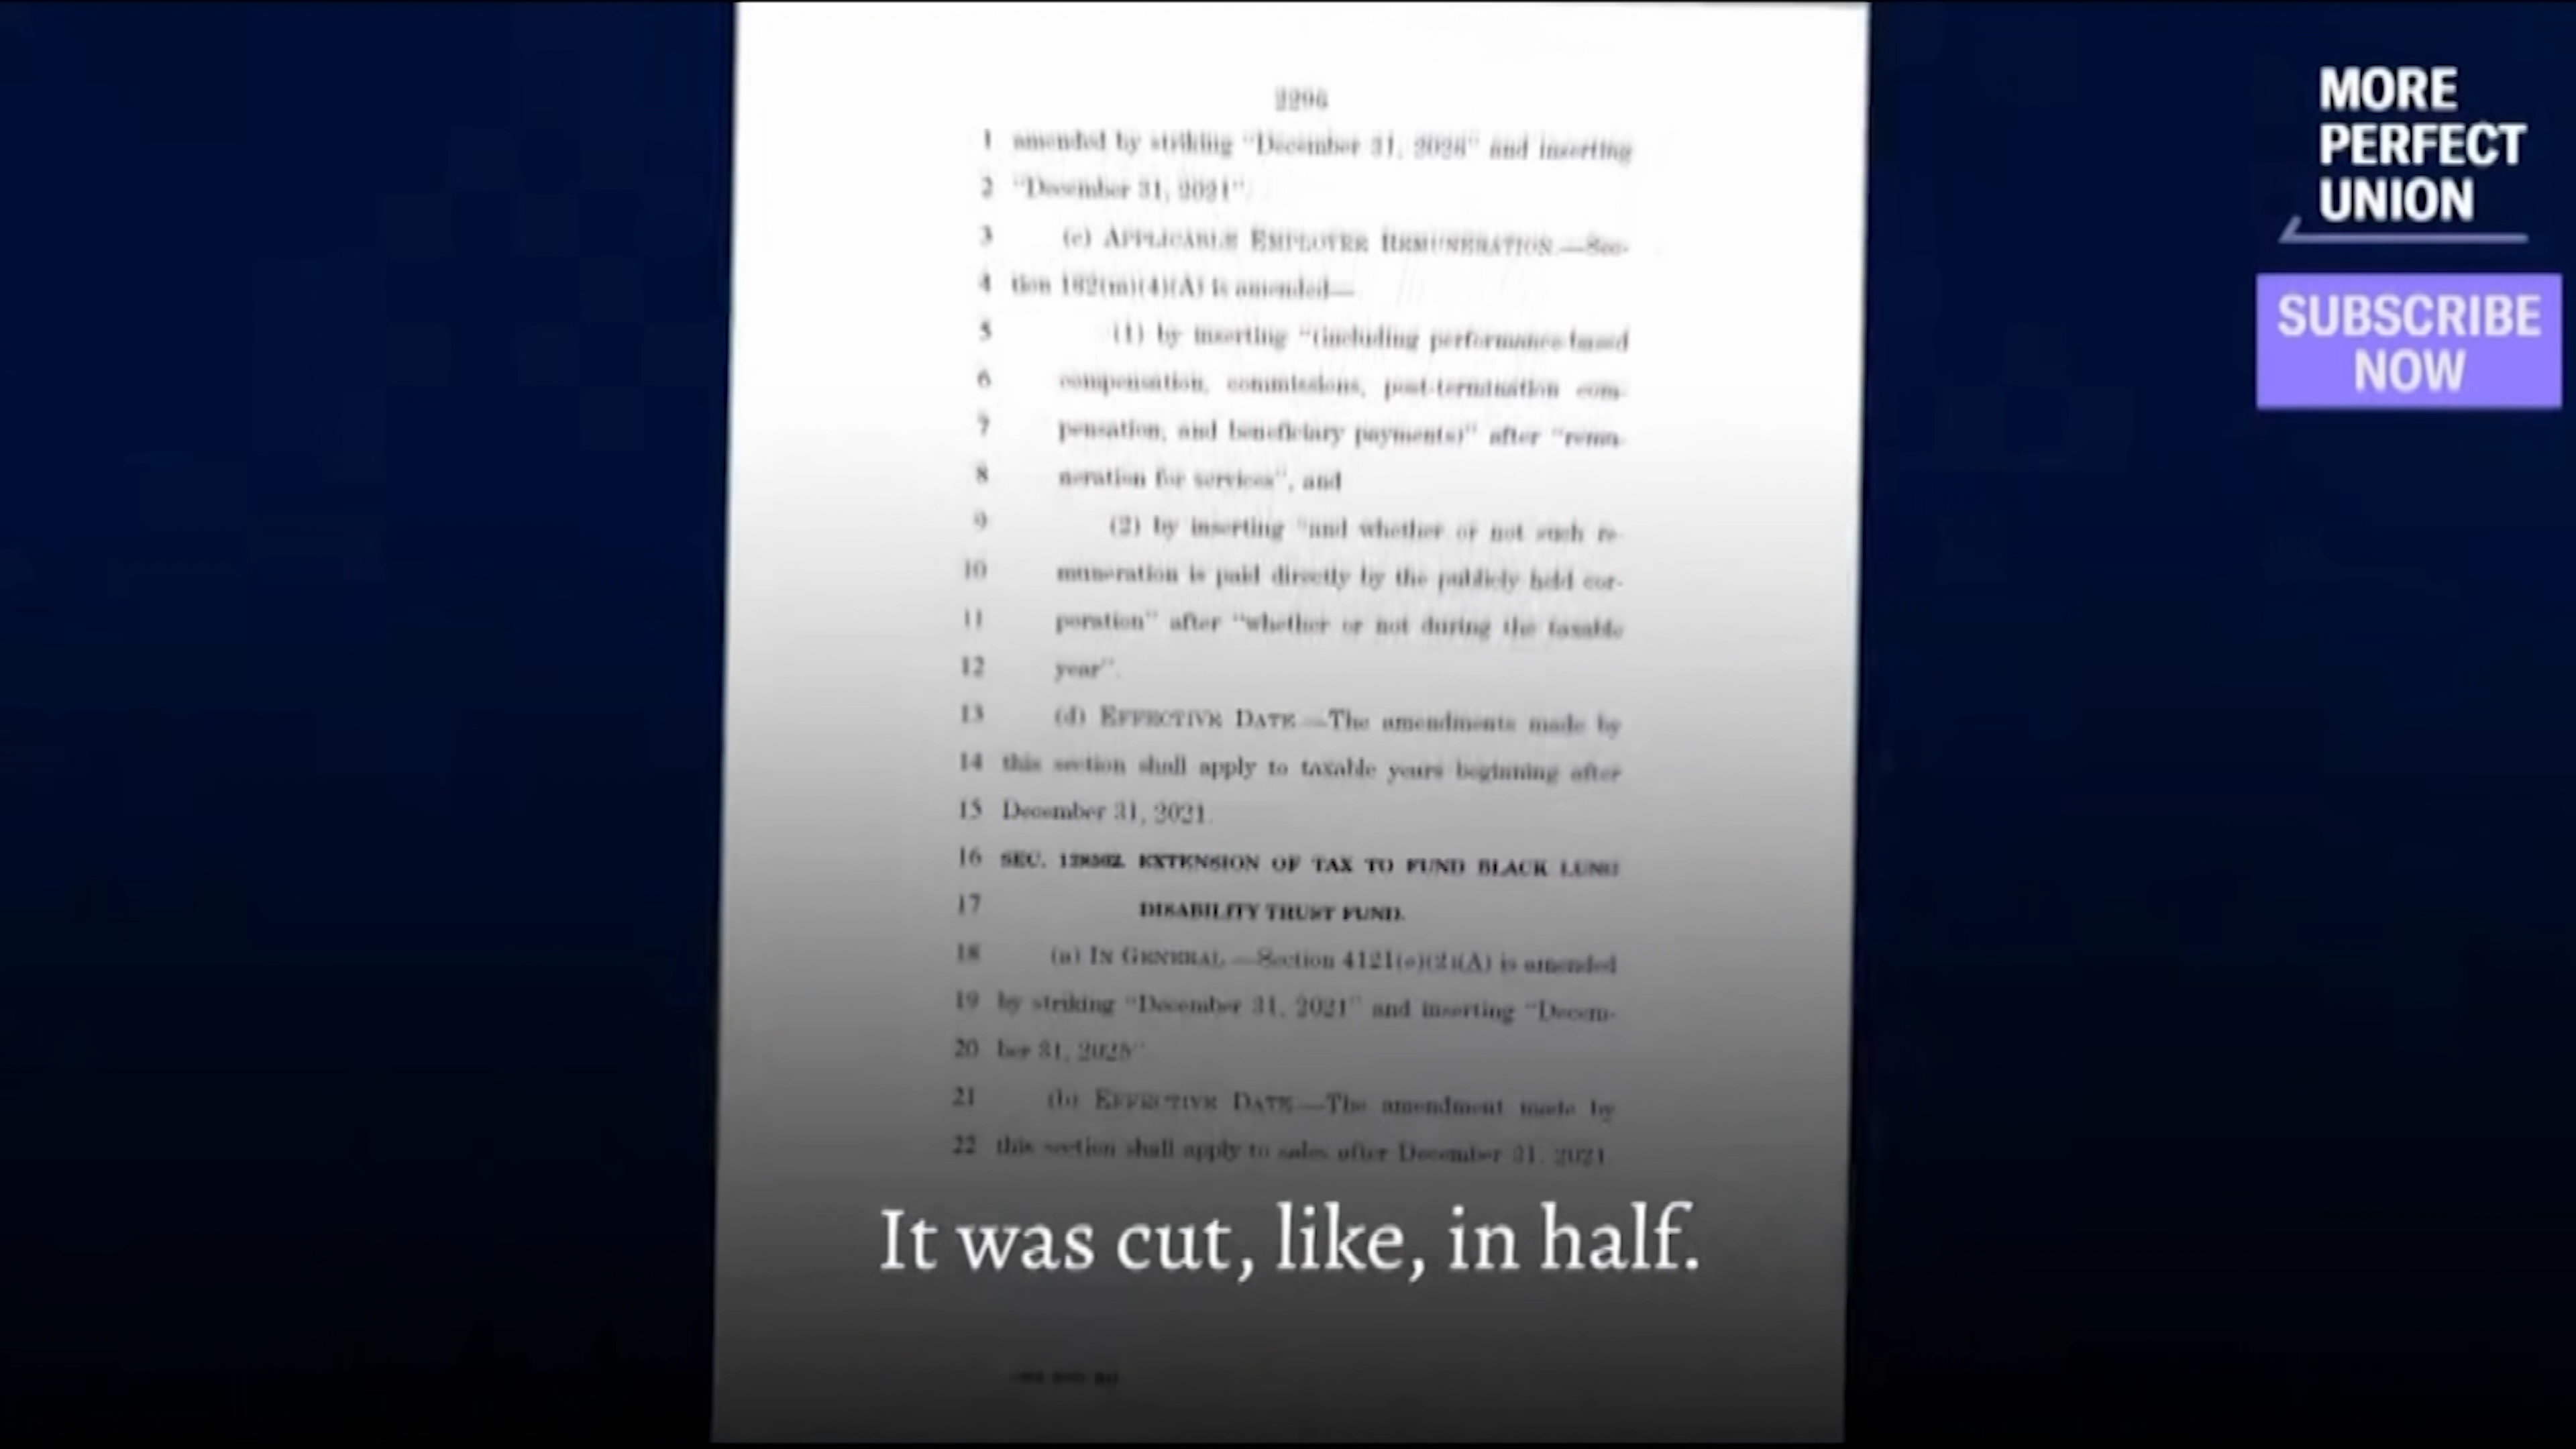 2296
1 amended by striking “December 31, 2026” and inserting
2 “December 31, 2021”.
3 (c) APPLICABLE EMPLOYEE REMUNERATION.—Sec-
4 tion 162(m)(4)(A) is amended—
5 (1) by inserting “(including performance-based
6 compensation, commissions, post-termination com-
7 pensation, and beneficiary payments)” after “remu-
8 neration for services”, and
9 (2) by inserting “and whether or not such re-
10 muneration is paid directly by the publicly held cor-
11 poration” after “whether or not during the taxable
12 year”.
13 (d) EFFECTIVE DATE.—The amendments made by
14 this section shall apply to taxable years beginning after
15 December 31, 2021.
16 SEC. EXTENSION OF TAX TO FUND BLACK LUNG
17 DISABILITY TRUST FUND.
18 (a) IN GENERAL.—Section 4121(e)(2)(A) is amended
19 by striking “December 31, 2021” and inserting “Decem-
20 ber 31, 2025”.
21 (b) EFFECTIVE DATE.—The amendment made by
22 this section shall apply to sales after December 31, 2021.
It was cut, like, in half.
MORE
PERFECT
UNION
SUBSCRIBE
NOW